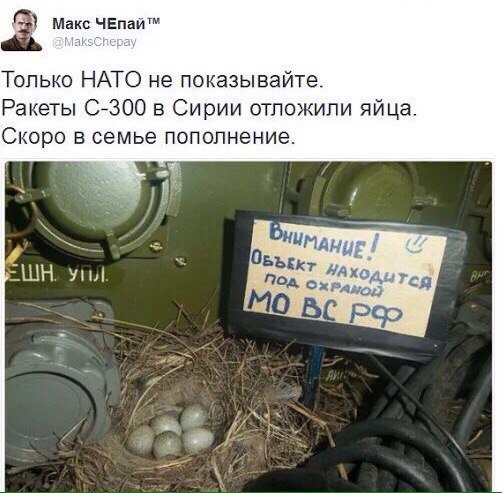 Макс ЧЕпай™
@MaksChepay
Только НАТО не показывайте.
Ракеты С-300 в Сирии отложили яйца.
Скоро в семье пополнение.
ВНИМАНИЕ!
ОБЪЕКТ НАХОДИТСЯ
ПОД ОХРАНОЙ
МО ВС РФ
ЕШН. УПЛ.